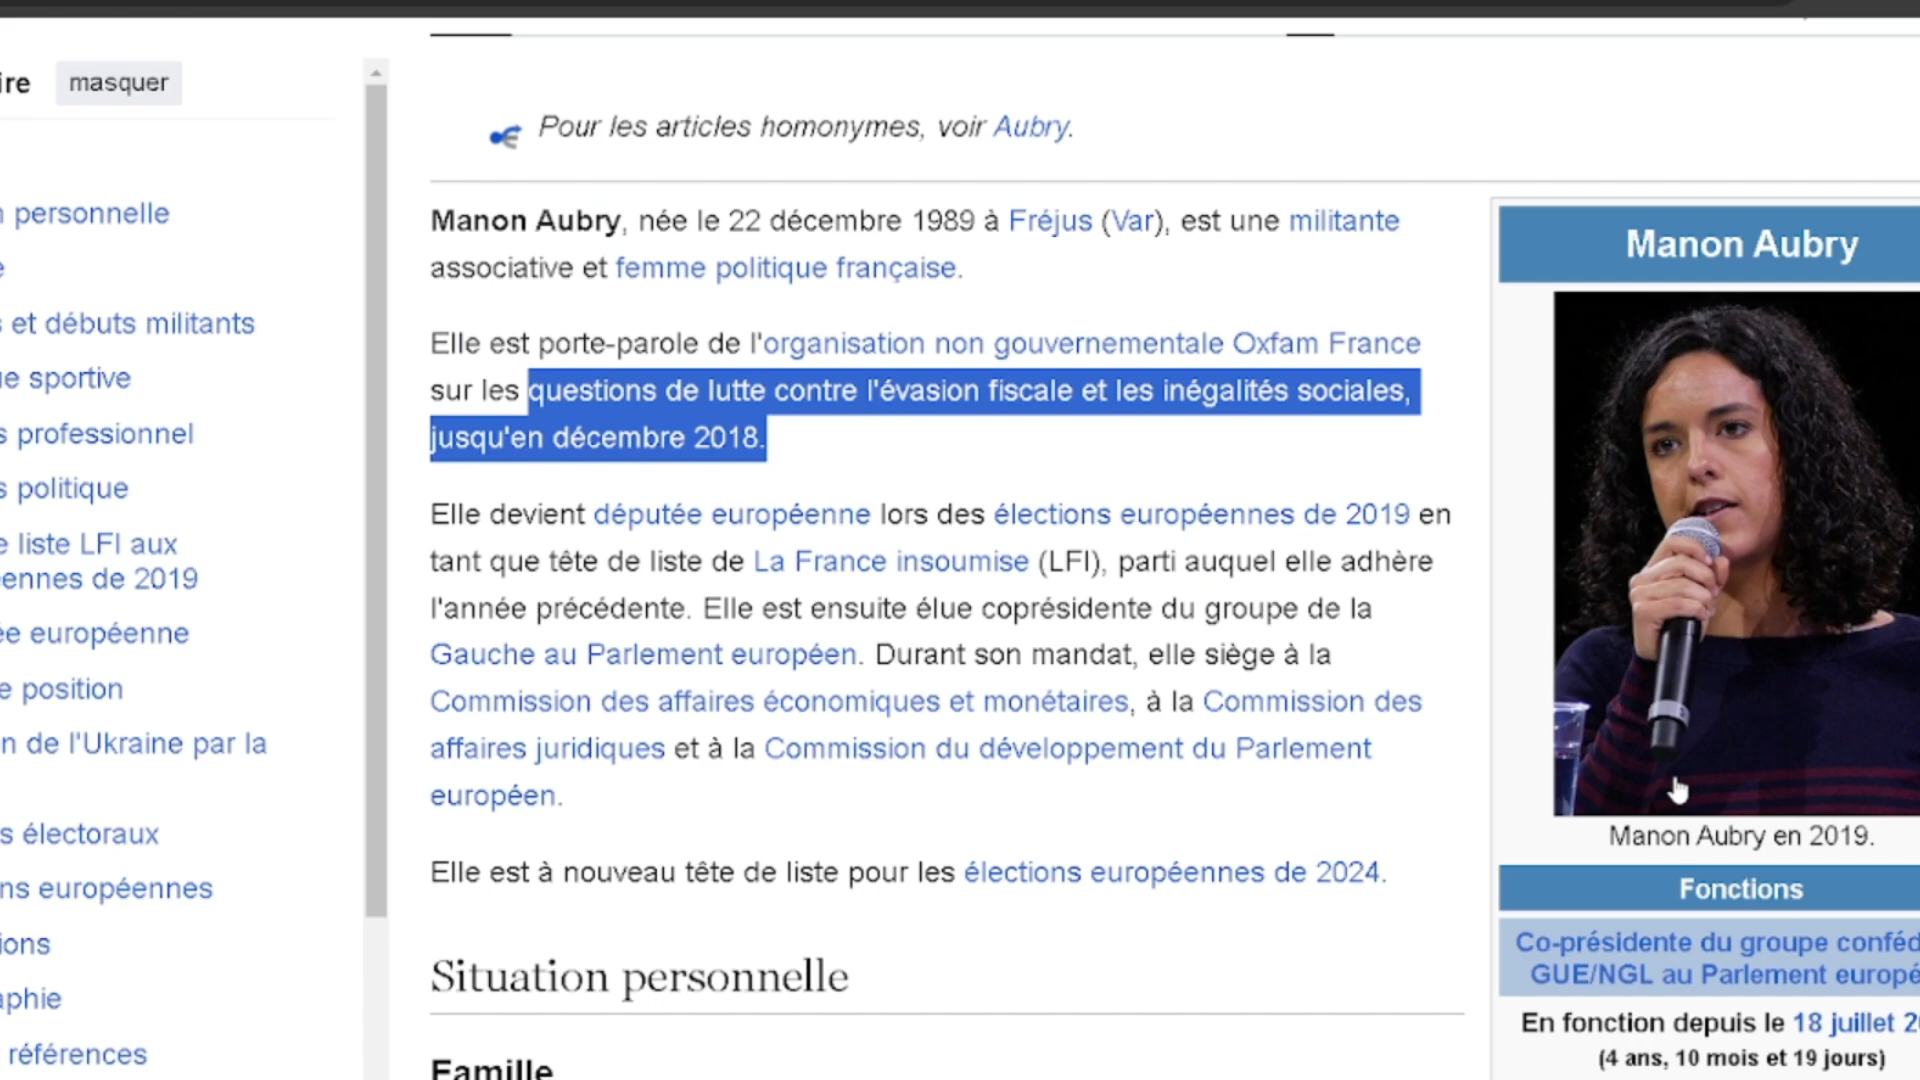 masquer
personnelle
et débuts militants
sportive
professionnel
politique
liste LFI aux
de 2019
européenne
position
de l'Ukraine par la
électoraux
européennes
références
Pour les articles homonymes, voir Aubry.
Manon Aubry, née le 22 décembre 1989 à Fréjus (Var), est une militante
associative et femme politique française.
Elle est porte-parole de l'organisation non gouvernementale Oxfam France
sur les questions de lutte contre l'évasion fiscale et les inégalités sociales,
jusqu'en décembre 2018.
Elle devient députée européenne lors des élections européennes de 2019 en
tant que tête de liste de La France insoumise (LFI), parti auquel elle adhère
l'année précédente. Elle est ensuite élue coprésidente du groupe de la
Gauche au Parlement européen. Durant son mandat, elle siège à la
Commission des affaires économiques et monétaires, à la Commission des
affaires juridiques et à la Commission du développement du Parlement
européen.
Elle est à nouveau tête de liste pour les élections européennes de 2024.
Situation personnelle
Famille
Manon Aubry
Manon Aubry en 2019.
Fonctions
Co-présidente du groupe
GUE/NGL au Parlement
En fonction depuis le 18 juillet
(4 ans, 10 mois et 19 jours)